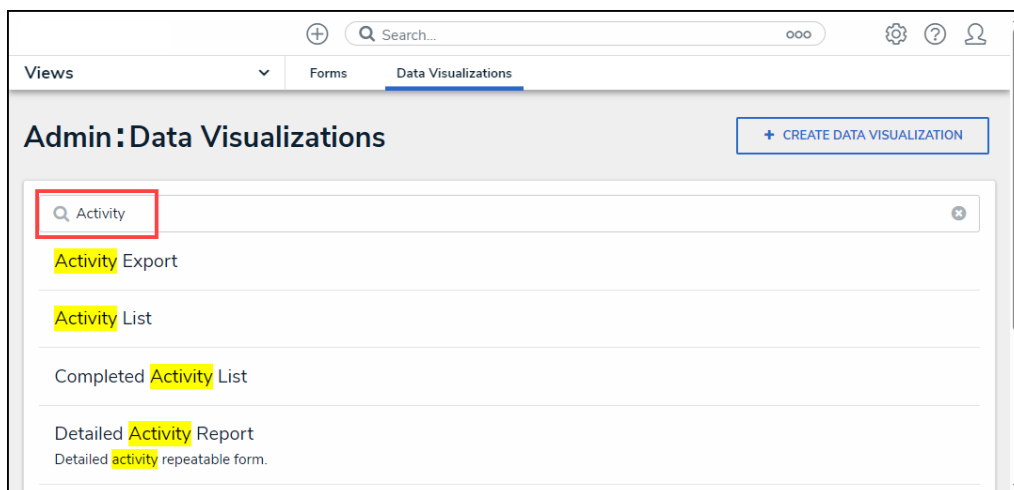 Search...
Views
Forms
Data Visualizations
Admin:Data Visualizations
+ CREATE DATA VISUALIZATION
Activity
Activity Export
Activity List
Completed Activity List
Detailed Activity Report
Detailed activity repeatable form.